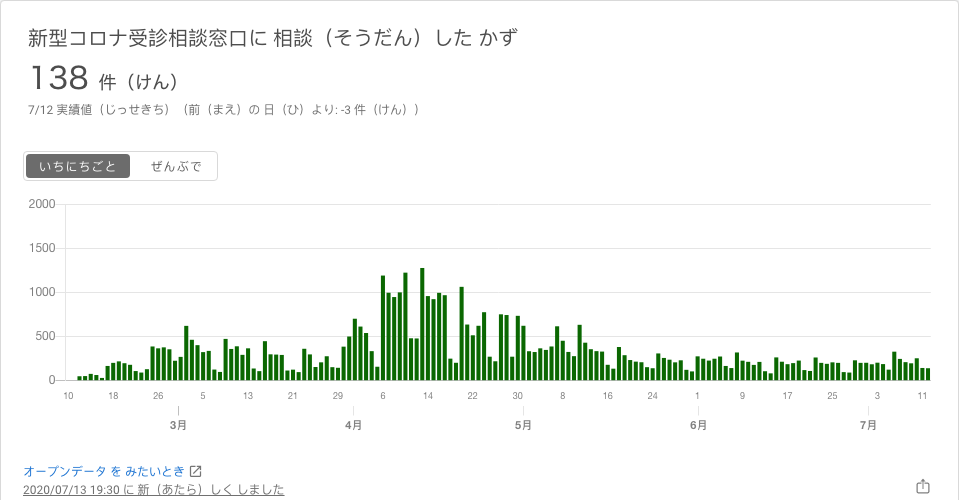 新型コロナ受診相談窓口に 相談（そうだん）した かず
138 件（けん）
7/12 実績値（じっせきち）（前（まえ）の 日（ひ）より: -3 件（けん））
いちにちごと ぜんぶで
2000
1500
1000
500
0
10 18 26 5 13 21 29 6 14 22 30 8 16 24 1 9 17 25 3 11
3月 4月 5月 6月 7月
オープンデータ を みたいとき
2020/07/13 19:30 に 新（あたら）しく しました